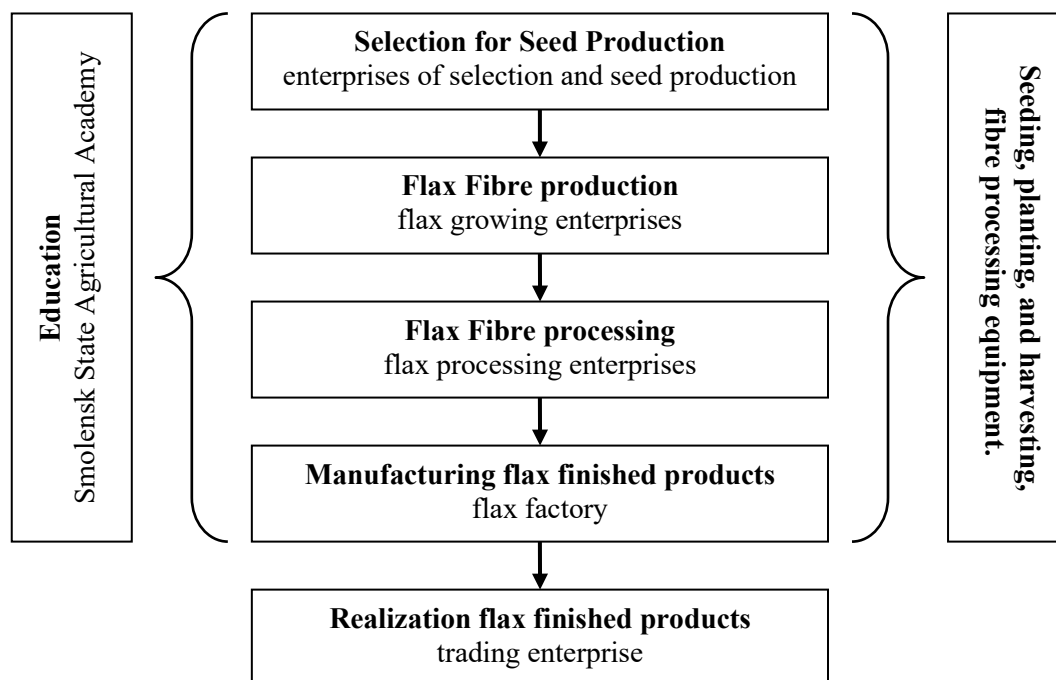 Education
Smolensk State Agricultural Academy
Selection for Seed Production
enterprises of selection and seed production
Flax Fibre production
flax growing enterprises
Flax Fibre processing
flax processing enterprises
Manufacturing flax finished products
flax factory
Realization flax finished products
trading enterprise
Seeding, planting, and harvesting,
fibre processing equipment.